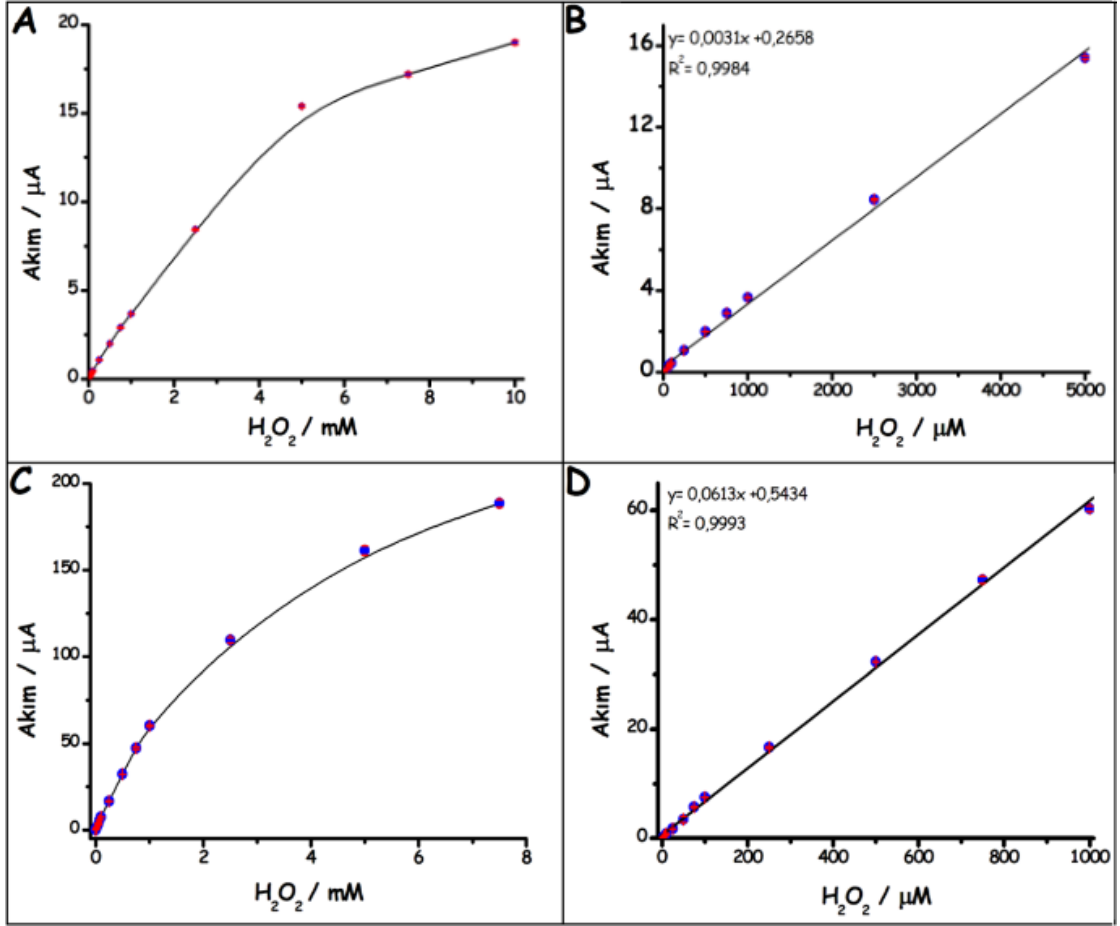 A
20
15
10
5
0
Akım / μA
0 2 4 6 8 10
H₂O₂ / mM
B
y= 0,0031x +0,2658
R²= 0,9984
16
12
8
4
0
Akım / μA
0 1000 2000 3000 4000 5000
H₂O₂ / μM
C
200
150
100
50
0
Akım / μA
0 2 4 6 8
H₂O₂ / mM
D
y= 0,0613x +0,5434
R²= 0,9993
60
40
20
0
Akım / μA
0 200 400 600 800 1000
H₂O₂ / μM